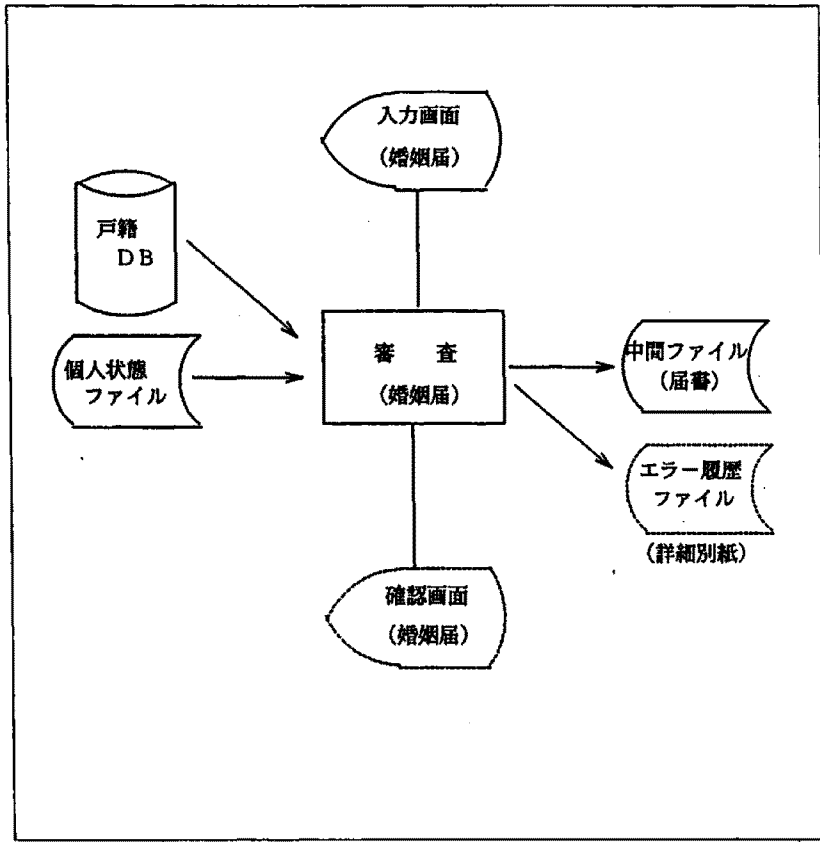 入力画面
(婚姻届)
戸籍
DB
個人状態
ファイル
審 査
(婚姻届)
中間ファイル
(届書)
エラー履歴
ファイル
(詳細別紙)
確認画面
(婚姻届)